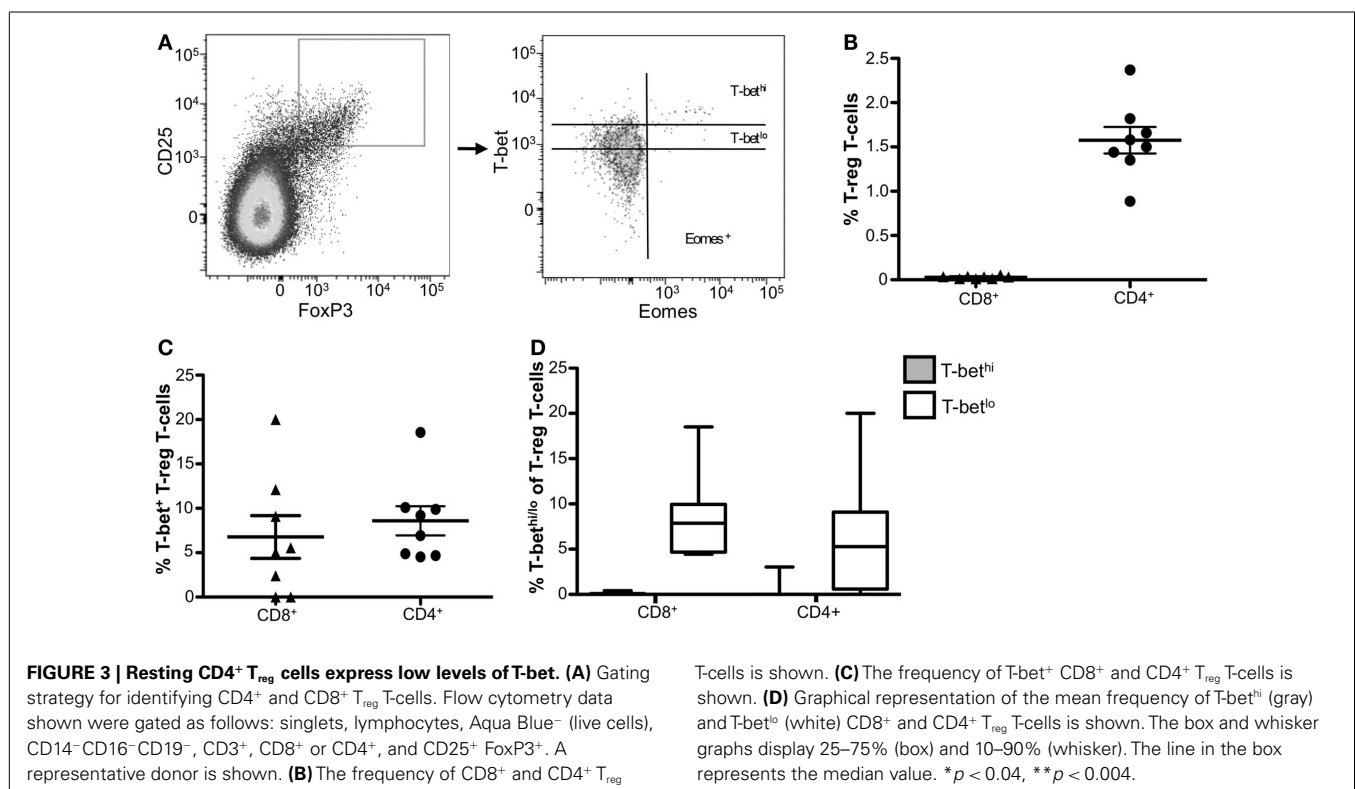 A
10⁵
10⁴
10³
0
CD25
0 10³ 10⁴ 10⁵
FoxP3
10⁵
10⁴
10³
0
T-bet
T-betʰⁱ
T-betˡᵒ
Eomes⁺
0 10³ 10⁴ 10⁵
Eomes
B
2.5
2.0
1.5
1.0
0.5
0
% T-reg T-cells
CD8⁺ CD4⁺
C
25
20
15
10
5
0
% T-bet⁺ T-reg T-cells
CD8⁺ CD4⁺
D
25
20
15
10
5
0
% T-betʰⁱ/ˡᵒ of T-reg T-cells
CD8⁺ CD4+
T-betʰⁱ
T-betˡᵒ
FIGURE 3 | Resting CD4⁺ Tᵣₑg cells express low levels of T-bet. (A) Gating
strategy for identifying CD4⁺ and CD8⁺ Tᵣₑg T-cells. Flow cytometry data
shown were gated as follows: singlets, lymphocytes, Aqua Blue⁻ (live cells),
CD14⁻CD16⁻CD19⁻, CD3⁺, CD8⁺ or CD4⁺, and CD25⁺ FoxP3⁺. A
representative donor is shown. (B) The frequency of CD8⁺ and CD4⁺ Tᵣₑg
T-cells is shown. (C) The frequency of T-bet⁺ CD8⁺ and CD4⁺ Tᵣₑg T-cells is
shown. (D) Graphical representation of the mean frequency of T-betʰⁱ (gray)
and T-betˡᵒ (white) CD8⁺ and CD4⁺ Tᵣₑg T-cells is shown. The box and whisker
graphs display 25–75% (box) and 10–90% (whisker). The line in the box
represents the median value. *p < 0.04, **p < 0.004.